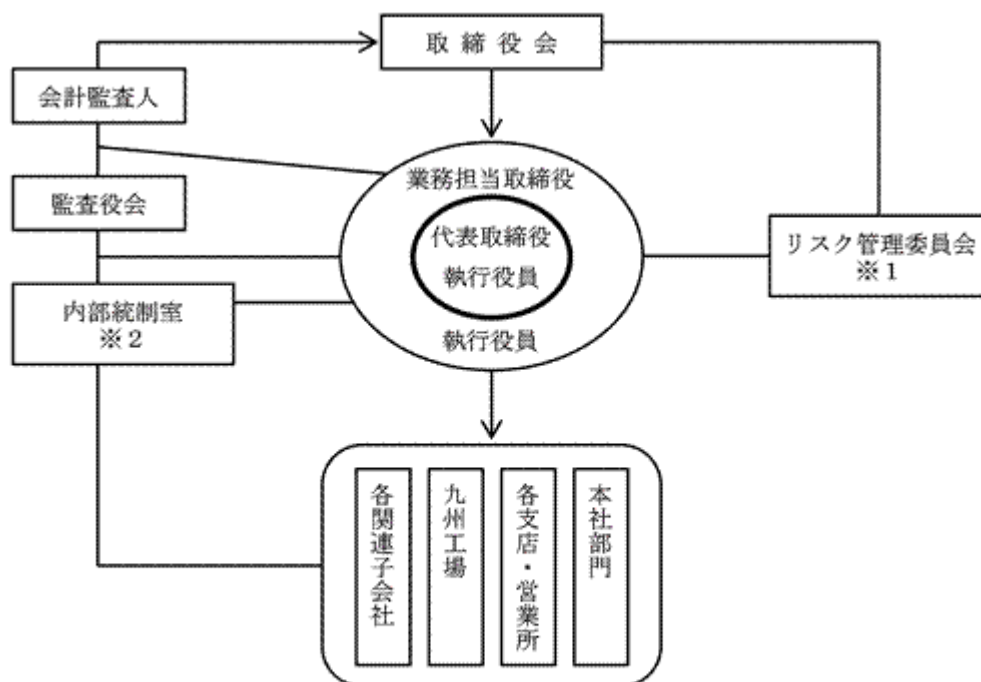 取締役会
会計監査人
業務担当取締役
監査役会
代表取締役
執行役員
リスク管理委員会
※1
内部統制室
※2
執行役員
各関連子会社
九州工場
各支店・営業所
本社部門